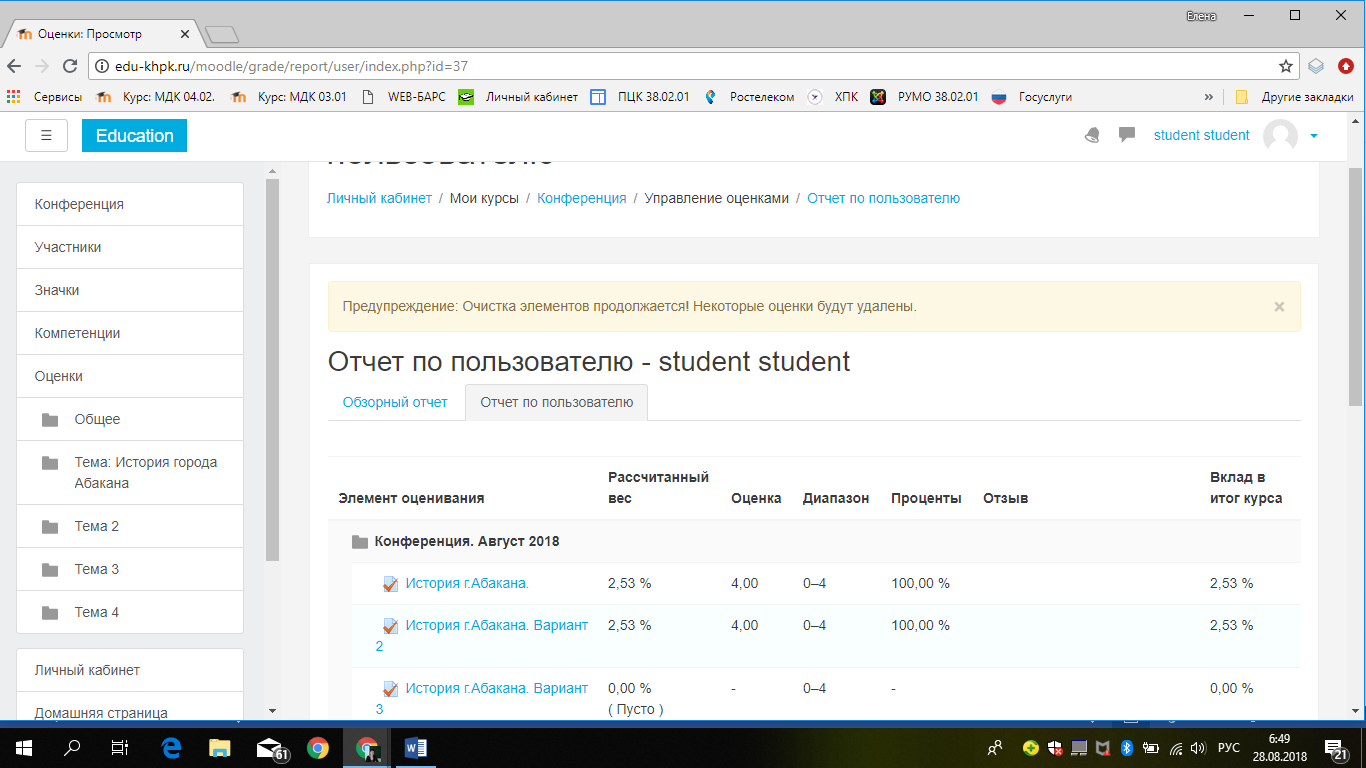 Елена
Оценки: Просмотр
edu-khpk.ru/moodle/grade/report/user/index.php?id=37
Сервисы Курс: МДК 04.02. Курс: МДК 03.01 WEB-БАРС Личный кабинет ПЦК 38.02.01 Ростелеком ХПК РУМО 38.02.01 Госуслуги » Другие закладки
Education student student
Личный кабинет / Мои курсы / Конференция / Управление оценками / Отчет по пользователю
Конференция
Участники
Значки
Компетенции
Оценки
Общее
Тема: История города
Абакана
Тема 2
Тема 3
Тема 4
Личный кабинет
Домашняя страница
Предупреждение: Очистка элементов продолжается! Некоторые оценки будут удалены. ×
Отчет по пользователю - student student
Обзорный отчет Отчет по пользователю
Рассчитанный Вклад в
Элемент оценивания вес Оценка Диапазон Проценты Отзыв итог курса
Конференция. Август 2018
История г.Абакана. 2,53 % 4,00 0–4 100,00 % 2,53 %
История г.Абакана. Вариант 2,53 % 4,00 0–4 100,00 % 2,53 %
2
История г.Абакана. Вариант 0,00 % - 0–4 - 0,00 %
3 ( Пусто )
61 РУС 6:49
28.08.2018 21